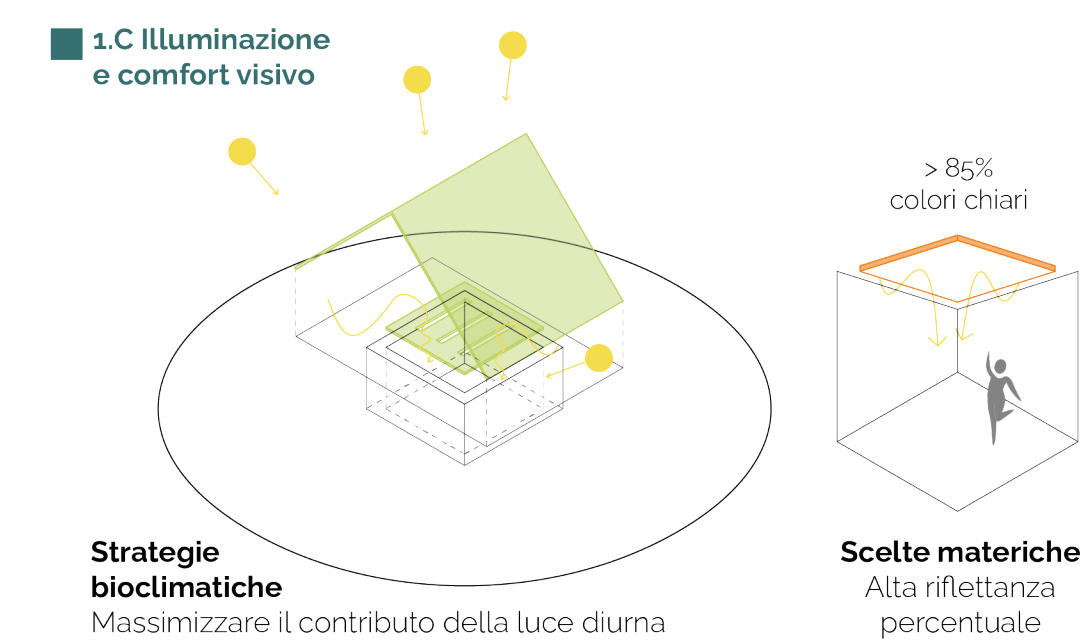 1.C Illuminazione
e comfort visivo
> 85%
colori chiari
Strategie
bioclimatiche
Massimizzare il contributo della luce diurna
Scelte materiche
Alta riflettanza
percentuale